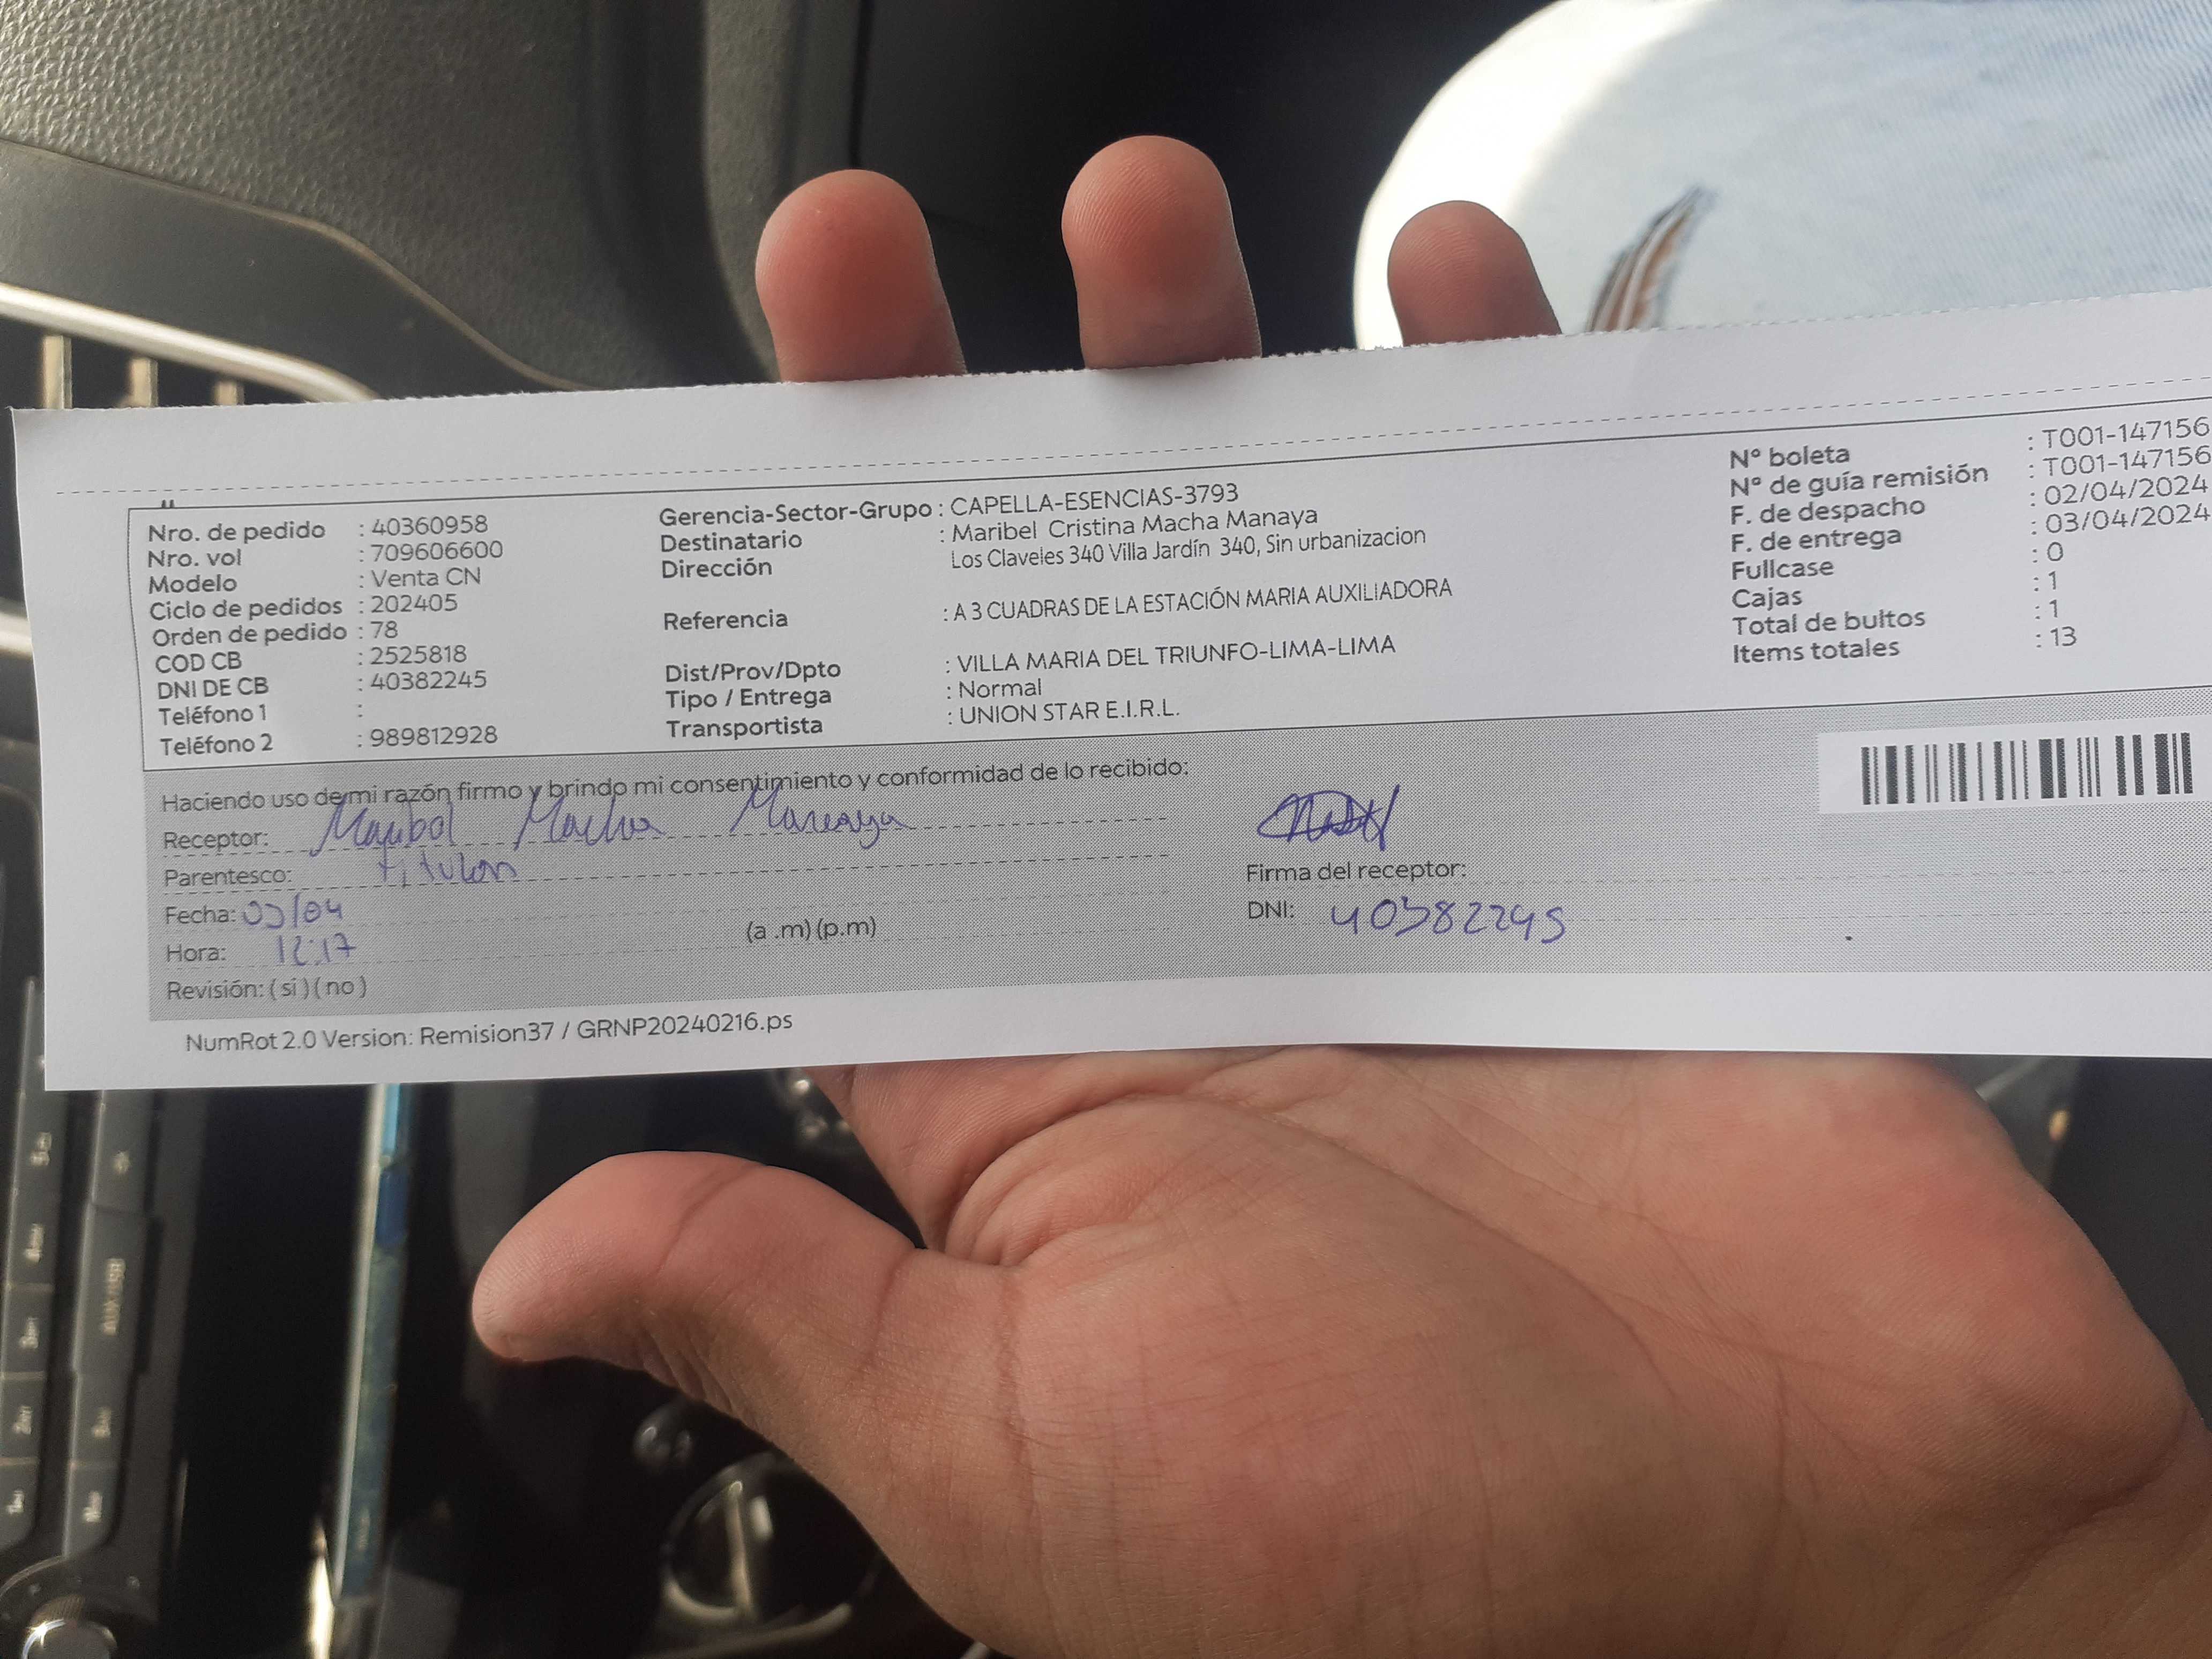 Nro. de pedido : 40360958
Nro. vol : 709606600
Modelo : Venta CN
Ciclo de pedidos : 202405
Orden de pedido : 78
COD CB : 2525818
DNI DE CB : 40382245
Teléfono 1 :
Teléfono 2 : 989812928
Gerencia-Sector-Grupo : CAPELLA-ESENCIAS-3793
Destinatario : Maribel Cristina Macha Manaya
Dirección Los Claveles 340 Villa Jardín 340, Sin urbanizacion
Referencia : A 3 CUADRAS DE LA ESTACIÓN MARIA AUXILIADORA
Dist/Prov/Dpto : VILLA MARIA DEL TRIUNFO-LIMA-LIMA
Tipo / Entrega : Normal
Transportista : UNION STAR E.I.R.L.
Nº boleta : T001-147156
Nº de guía remisión : T001-147156
F. de despacho : 02/04/2024
F. de entrega : 03/04/2024
Fullcase : 0
Cajas : 1
Total de bultos : 1
Items totales : 13
Haciendo uso de mi razón firmo y brindo mi consentimiento y conformidad de lo recibido:
Receptor: Maribel Macha Manaya
Parentesco: titular
Fecha: 03/04
Hora: 12:17 (a .m) (p.m)
Revisión: ( si ) ( no )
Firma del receptor:
DNI: 40382245
NumRot 2.0 Version: Remision37 / GRNP20240216.ps